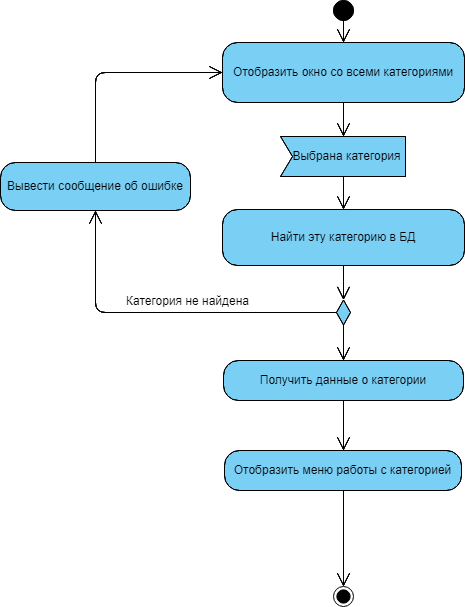 Отобразить окно со всеми категориями
Выбрана категория
Вывести сообщение об ошибке
Найти эту категорию в БД
Категория не найдена
Получить данные о категории
Отобразить меню работы с категорией